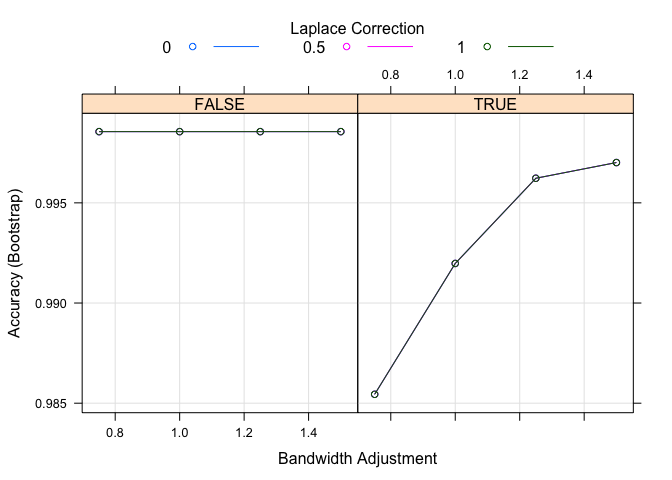 Laplace Correction
0 0.5 1
0.8 1.0 1.2 1.4
FALSE TRUE
Accuracy (Bootstrap)
0.995
0.990
0.985
0.8 1.0 1.2 1.4
Bandwidth Adjustment